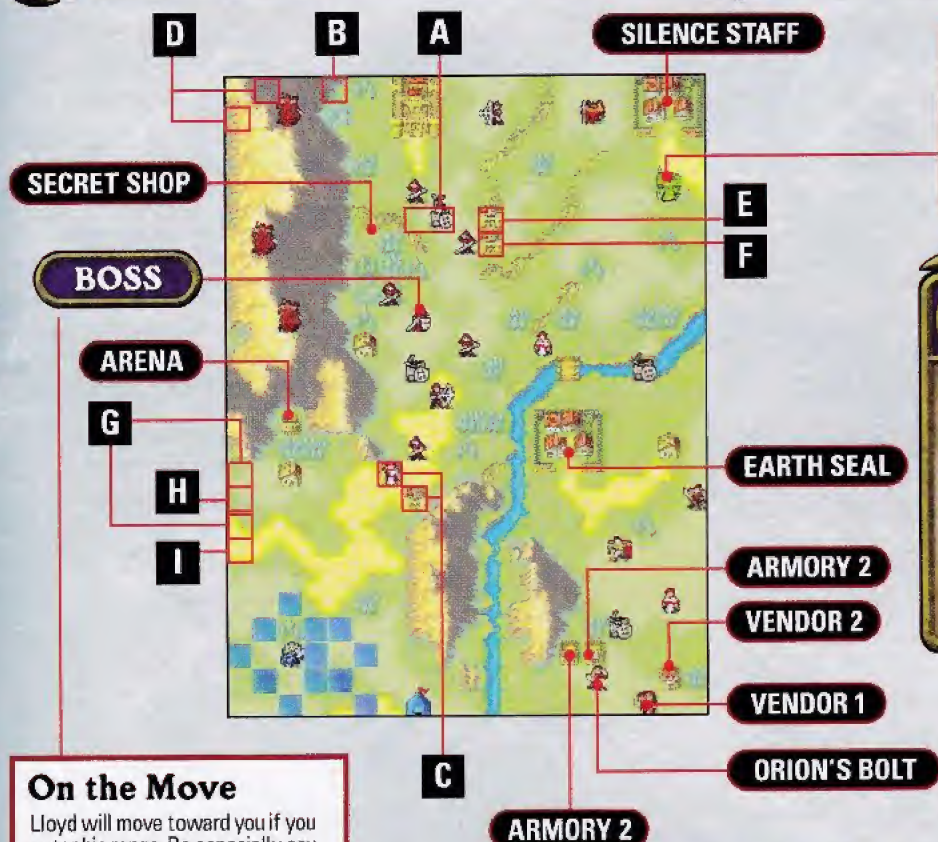 D
B
A
SILENCE STAFF
SECRET SHOP
E
F
BOSS
ARENA
G
H
I
EARTH SEAL
ARMORY 2
VENDOR 2
VENDOR 1
ORION'S BOLT
C
ARMORY 2
On the Move
Lloyd will move toward you if you